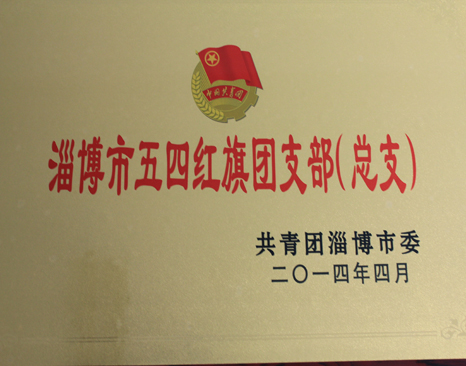 中国共青团
淄博市五四红旗团支部(总支)
共青团淄博市委
二〇一四年四月